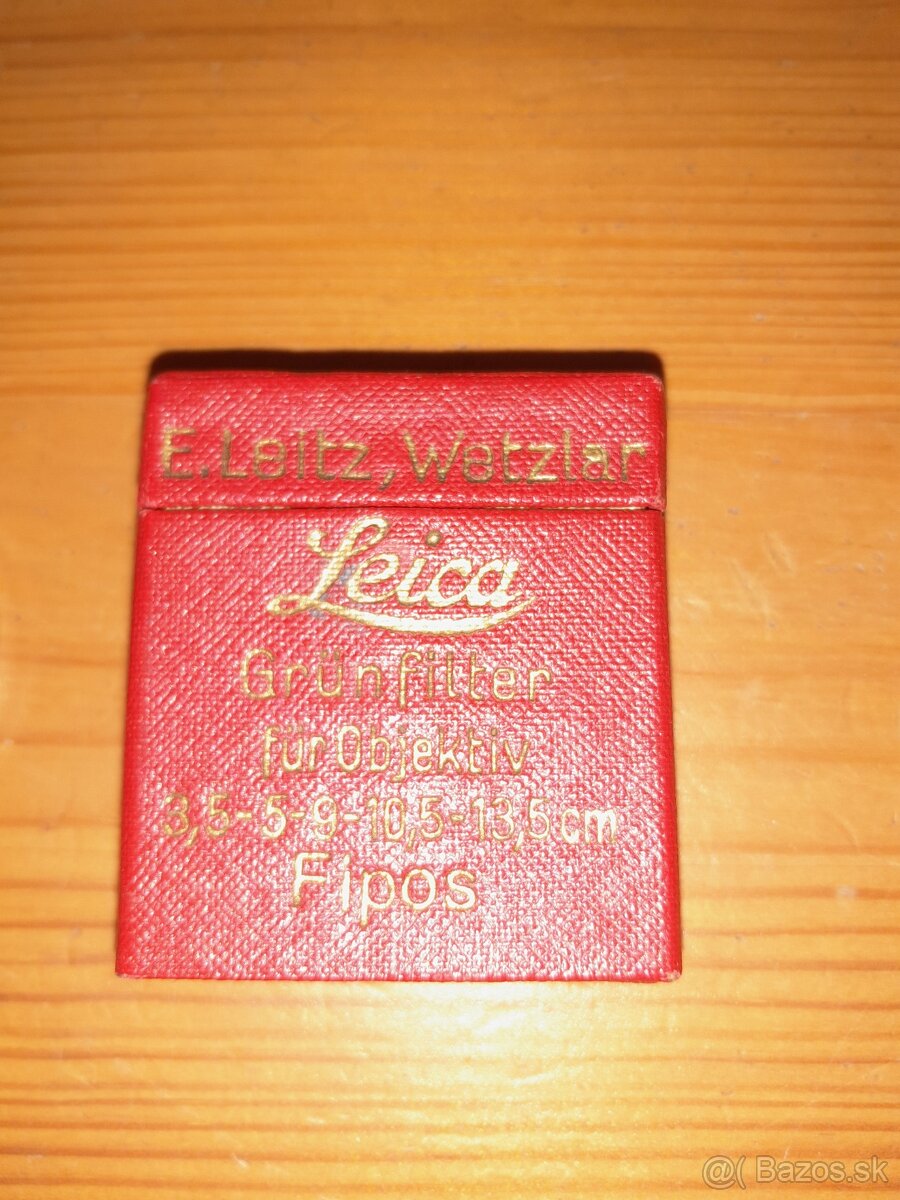 E.Leitz, Wetzlar
Leica
Grünfilter
für Objektiv
3,5-5-9-10,5-13,5cm
Fipos
@( Bazos.sk